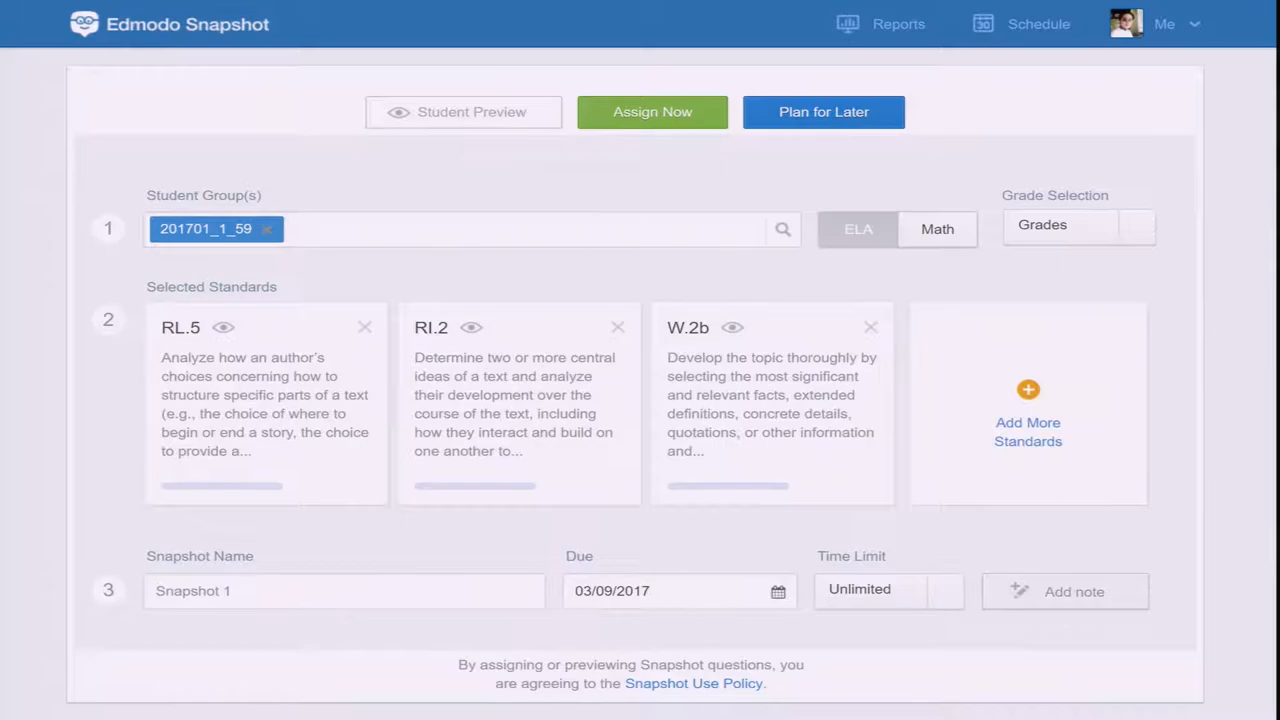 Edmodo Snapshot
Reports
Schedule
Me
Student Preview
Assign Now
Plan for Later
Student Group(s)
Grade Selection
1
201701_1_59
ELA
Math
Grades
Selected Standards
2
RL.5
Analyze how an author's
choices concerning how to
structure specific parts of a text
(e.g., the choice of where to
begin or end a story, the choice
to provide a...
RI.2
Determine two or more central
ideas of a text and analyze
their development over the
course of the text, including
how they interact and build on
one another to...
W.2b
Develop the topic thoroughly by
selecting the most significant
and relevant facts, extended
definitions, concrete details,
quotations, or other information
and...
Add More
Standards
Snapshot Name
Due
Time Limit
3
Snapshot 1
03/09/2017
Unlimited
Add note
By assigning or previewing Snapshot questions, you
are agreeing to the Snapshot Use Policy.